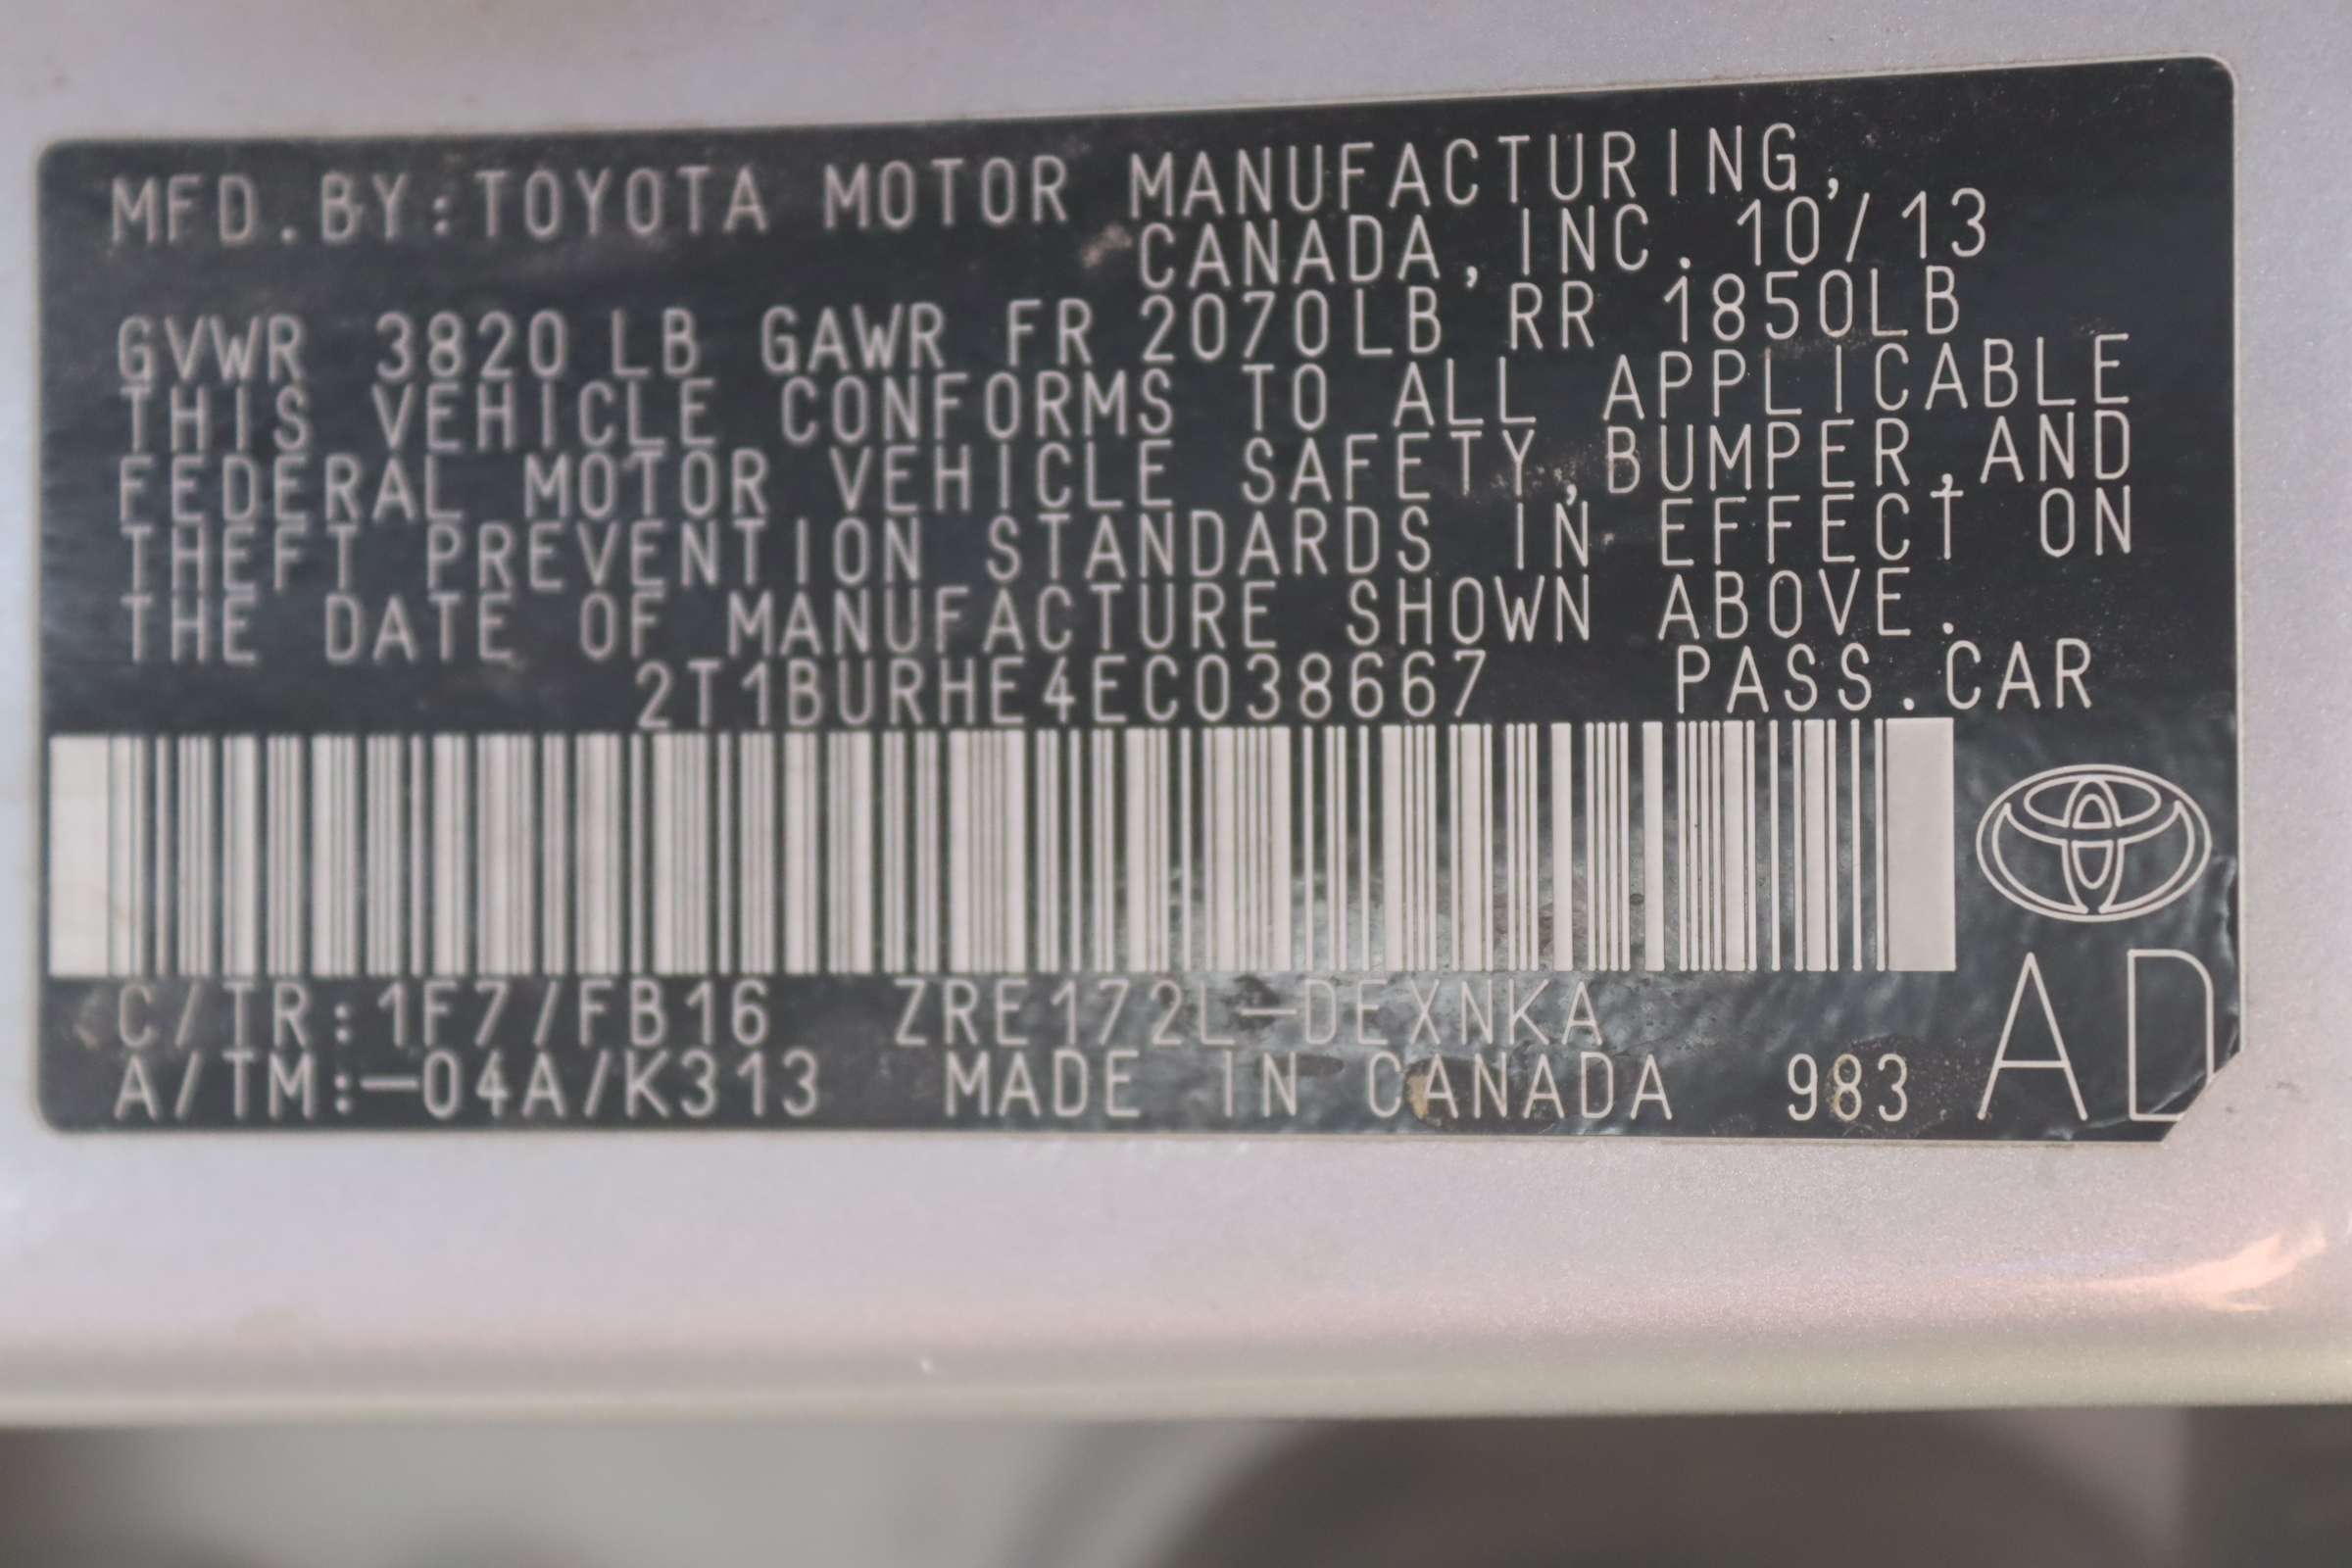 MFD.BY:TOYOTA MOTOR MANUFACTURING,
CANADA, INC. 10/13
GVWR 3820 LB GAWR FR 2070LB RR 1850LB
THIS VEHICLE CONFORMS TO ALL APPLICABLE
FEDERAL MOTOR VEHICLE SAFETY,BUMPER,AND
THEFT PREVENTION STANDARDS IN EFFECT ON
THE DATE OF MANUFACTURE SHOWN ABOVE.
2T1BURHE4EC038667 PASS.CAR
C/TR:1F7/FB16 ZRE172L-DEXNKA
A/TM:-04A/K313 MADE IN CANADA 983 AD